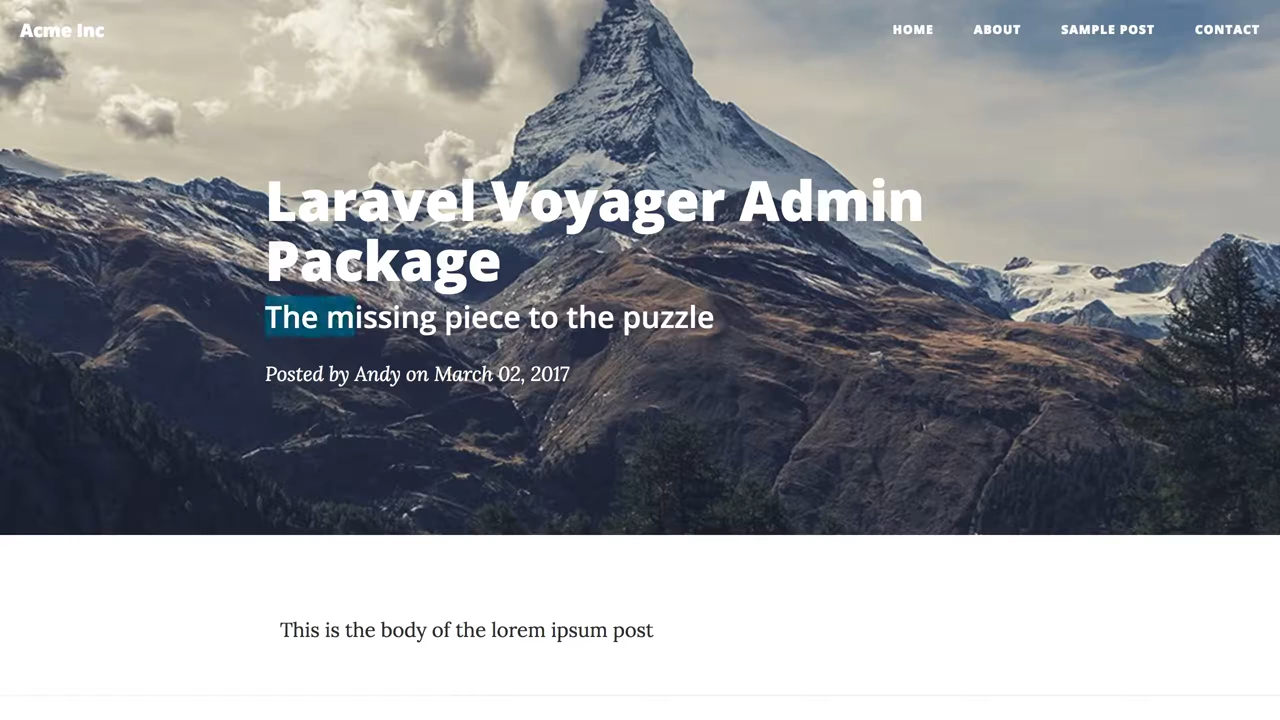 Acme Inc
HOME ABOUT SAMPLE POST CONTACT
Laravel Voyager Admin
Package
The missing piece to the puzzle
Posted by Andy on March 02, 2017
This is the body of the lorem ipsum post